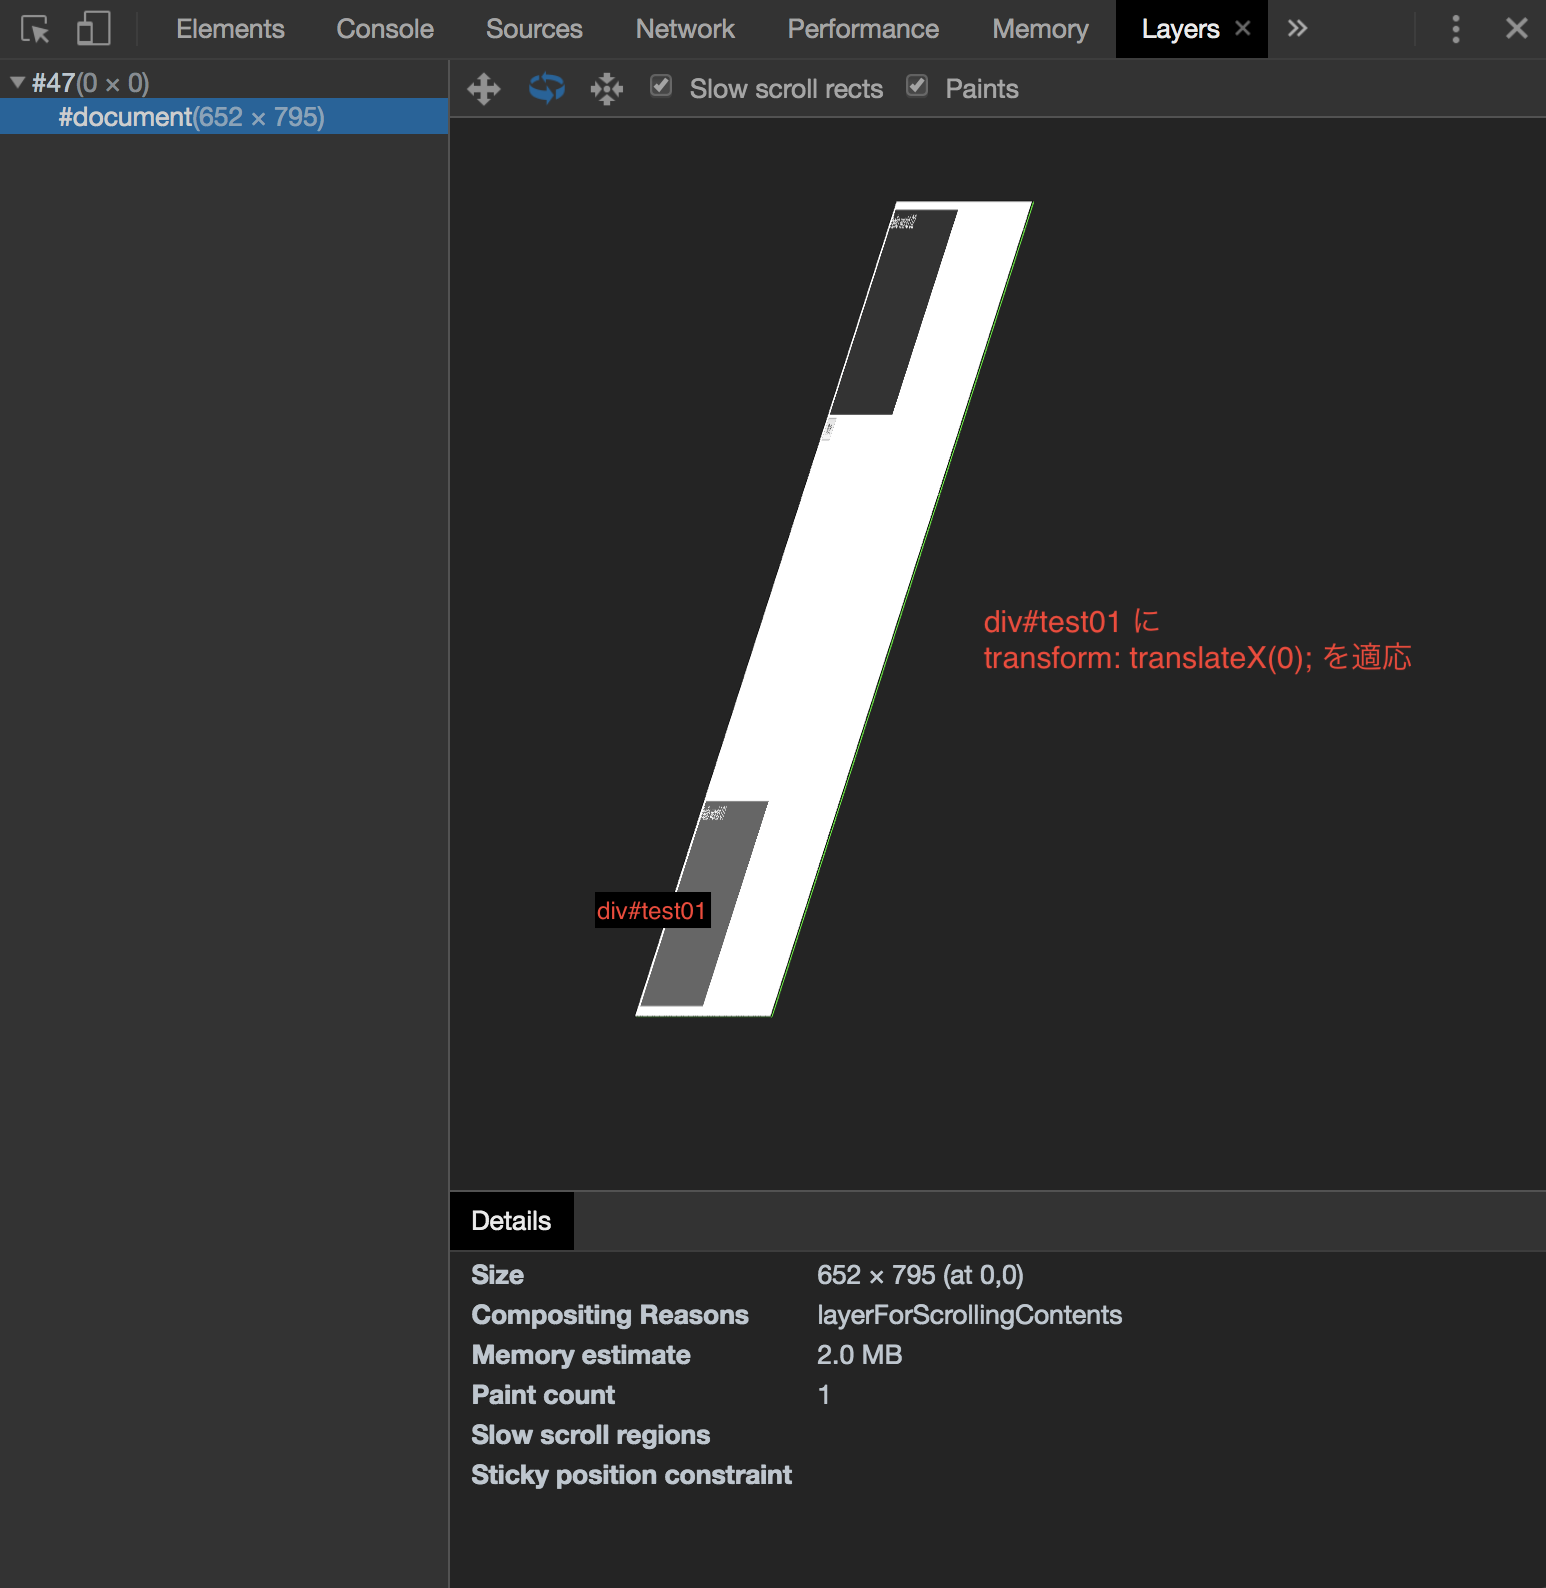 Elements Console Sources Network Performance Memory Layers
#47(0 × 0)
#document(652 × 795)
Slow scroll rects Paints
div#test01 に
transform: translateX(0); を適応
div#test01
Details
Size 652 × 795 (at 0,0)
Compositing Reasons layerForScrollingContents
Memory estimate 2.0 MB
Paint count 1
Slow scroll regions
Sticky position constraint